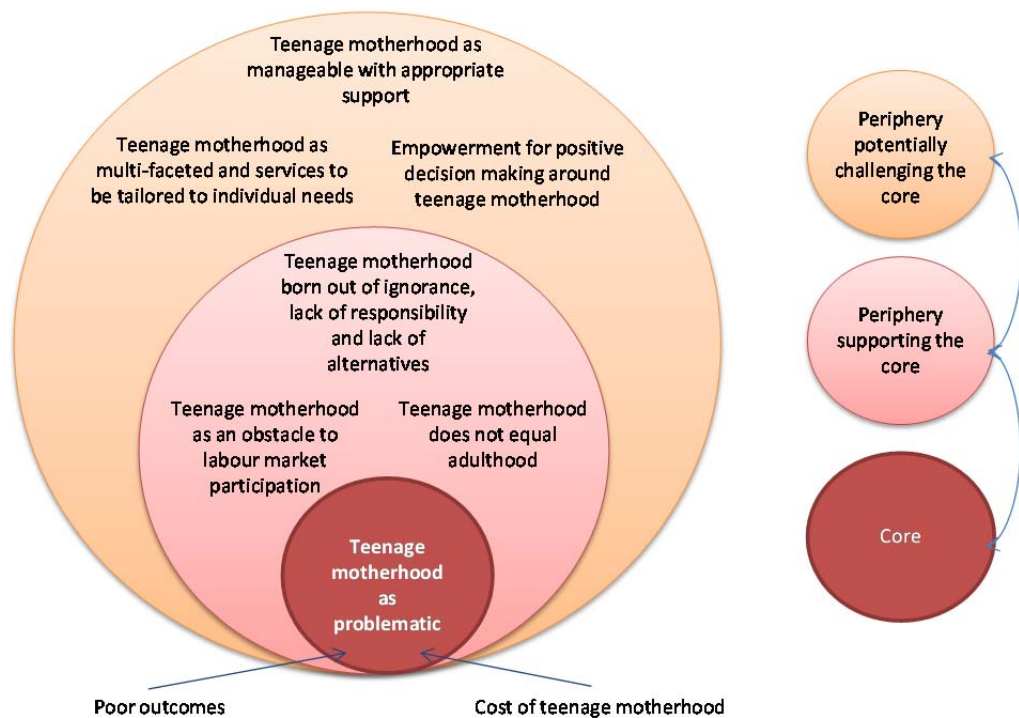 Teenage motherhood as
manageable with appropriate
support
Teenage motherhood as
multi-faceted and services to
be tailored to individual needs
Empowerment for positive
decision making around
teenage motherhood
Teenage motherhood
born out of ignorance,
lack of responsibility
and lack of
alternatives
Teenage motherhood
as an obstacle to
labour market
participation
Teenage motherhood
does not equal
adulthood
Teenage
motherhood
as
problematic
Poor outcomes
Cost of teenage motherhood
Periphery
potentially
challenging the
core
Periphery
supporting the
core
Core